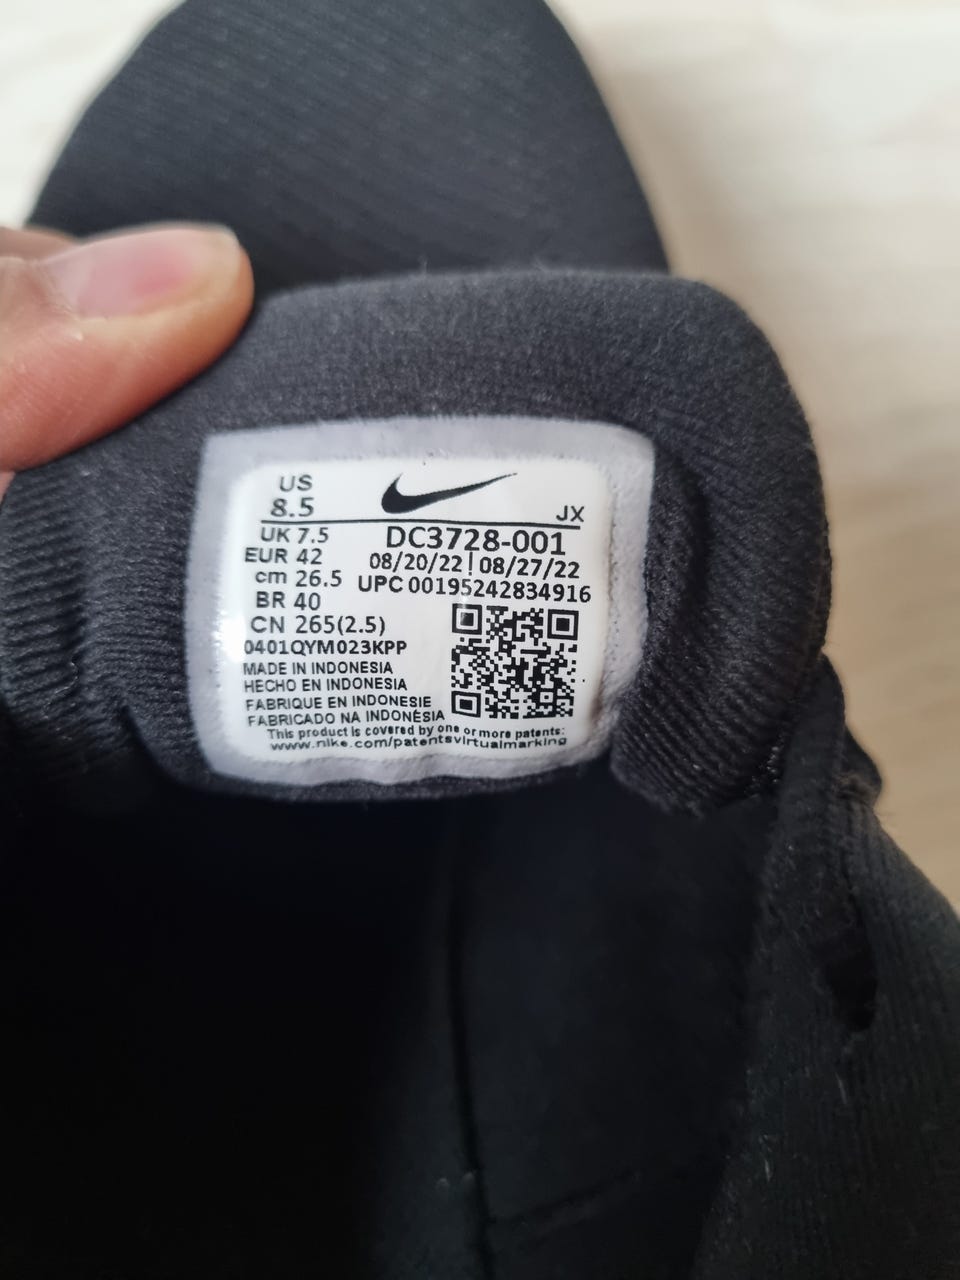 US
8.5
JX
UK 7.5
EUR 42
cm 26.5
BR 40
CN 265(2.5)
DC3728-001
08/20/22 | 08/27/22
UPC 00195242834916
0401QYM023KPP
MADE IN INDONESIA
HECHO EN INDONESIA
FABRIQUE EN INDONESIE
FABRICADO NA INDONÉSIA
This product is covered by one or more patents:
www.nike.com/patentsvirtualmarking